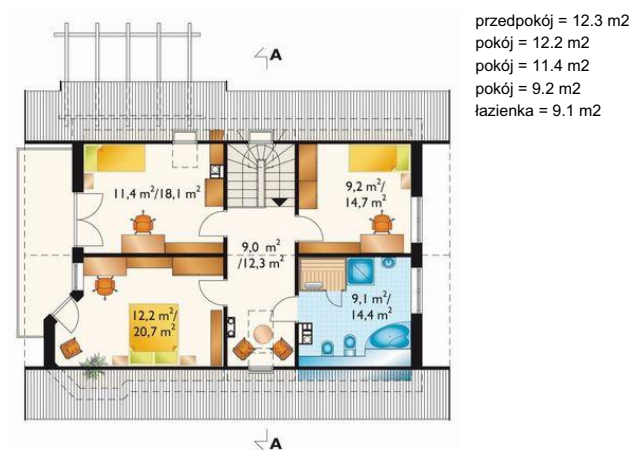 przedpokój = 12.3 m2
pokój = 12.2 m2
pokój = 11.4 m2
pokój = 9.2 m2
łazienka = 9.1 m2
A
11,4 m²/18,1 m²
9,2 m²/
14,7 m²
9,0 m²
/12,3 m²
12,2 m²/
20,7 m²
9,1 m²/
14,4 m²
A